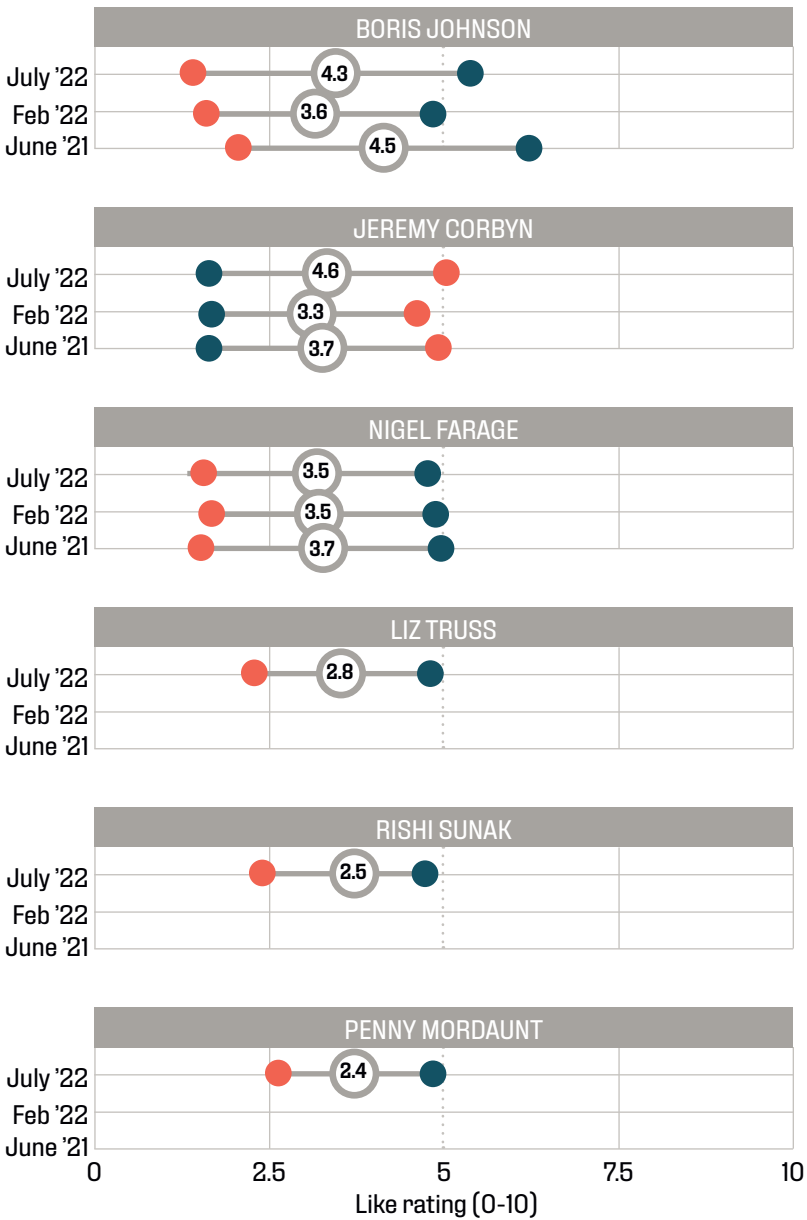 BORIS JOHNSON
July ’22 4.3
Feb ’22 3.6
June ’21 4.5
JEREMY CORBYN
July ’22 4.6
Feb ’22 3.3
June ’21 3.7
NIGEL FARAGE
July ’22 3.5
Feb ’22 3.5
June ’21 3.7
LIZ TRUSS
July ’22 2.8
Feb ’22
June ’21
RISHI SUNAK
July ’22 2.5
Feb ’22
June ’21
PENNY MORDAUNT
July ’22 2.4
Feb ’22
June ’21
0 2.5 5 7.5 10
Like rating (0-10)